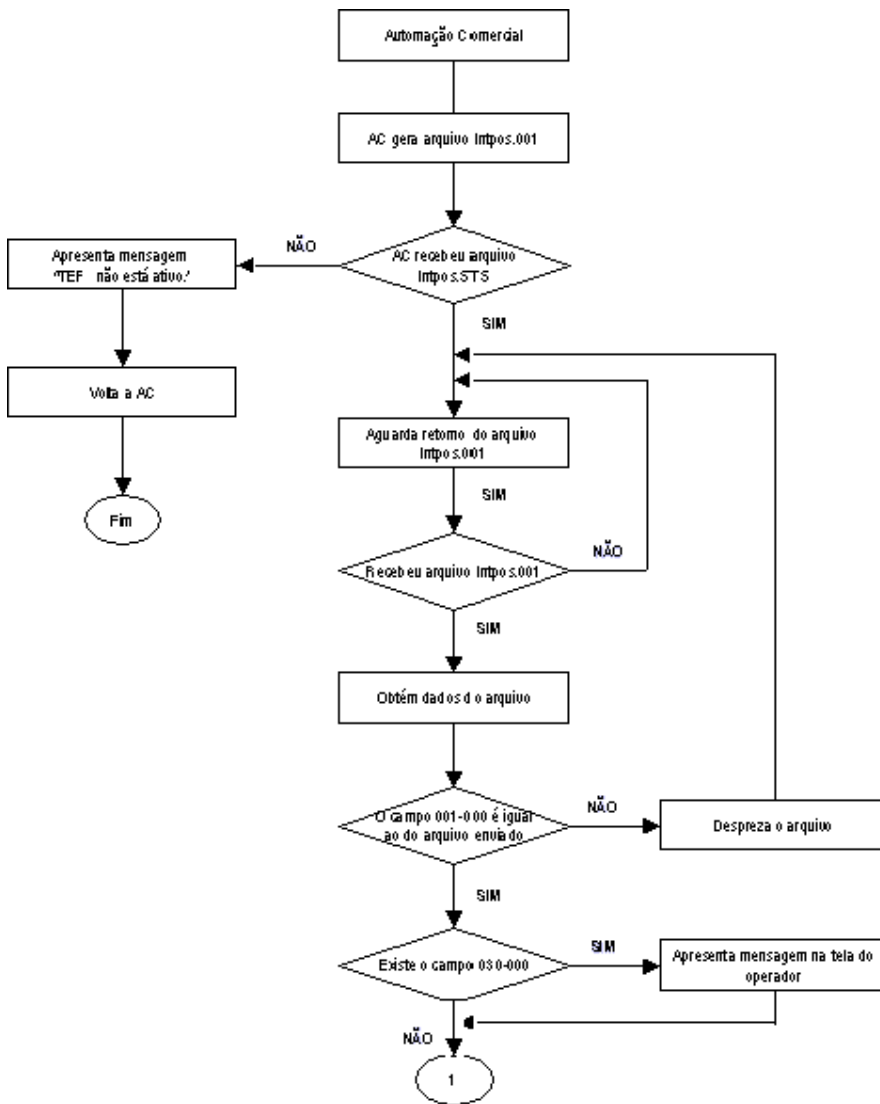 Automação Comercial
AC gera arquivo Intpos.001
NÃO
AC recebeu arquivo
Intpos.STS
Apresenta mensagem
"TEF não está ativo."
SIM
Volta a AC
Aguarda retorno do arquivo
Intpos.001
SIM
Fim
NÃO
Recebeu arquivo Intpos.001
SIM
Obtém dados do arquivo
O campo 001-000 é igual
ao do arquivo enviado
NÃO
Despreza o arquivo
SIM
Existe o campo 030-000
SIM
Apresenta mensagem na tela do
operador
NÃO
1